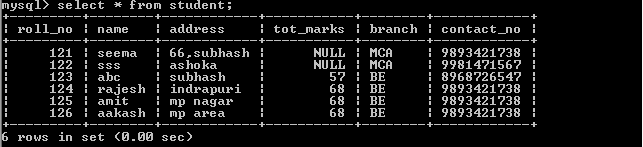 mysql> select * from student;
+---------+--------+------------+-----------+--------+------------+
| roll_no | name   | address    | tot_marks | branch | contact_no |
+---------+--------+------------+-----------+--------+------------+
|     121 | seema  | 66,subhash |      NULL | MCA    | 9893421738 |
|     122 | sss    | ashoka     |      NULL | MCA    | 9981471567 |
|     123 | abc    | subhash    |        57 | BE     | 8968726547 |
|     124 | rajesh | indrapuri  |        68 | BE     | 9893421738 |
|     125 | amit   | mp nagar   |        68 | BE     | 9893421738 |
|     126 | aakash | mp area    |        68 | BE     | 9893421738 |
+---------+--------+------------+-----------+--------+------------+
6 rows in set (0.00 sec)